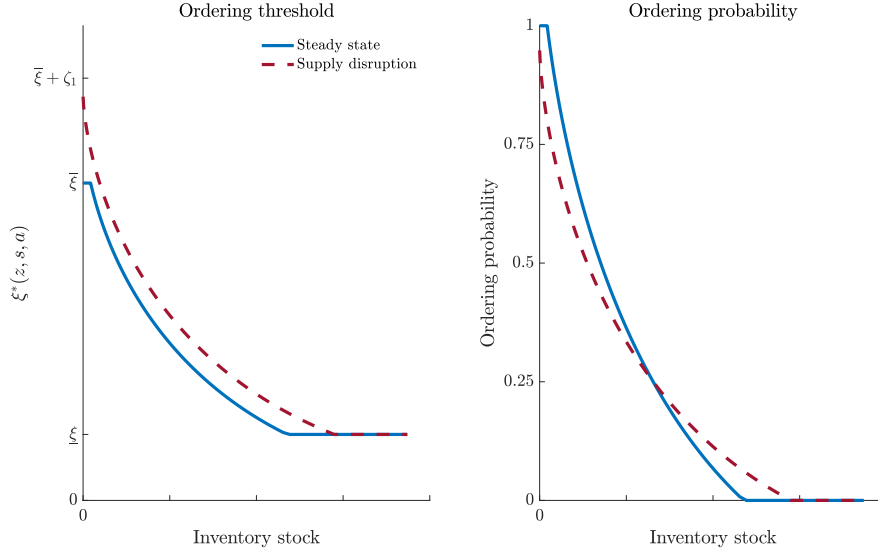 Ordering threshold
Steady state
Supply disruption
ξ̅ + ζ₁
ξ̅
ξ̲
0
0
ξ*(z, s, a)
Inventory stock
Ordering probability
1
0.75
0.5
0.25
0
0
Ordering probability
Inventory stock